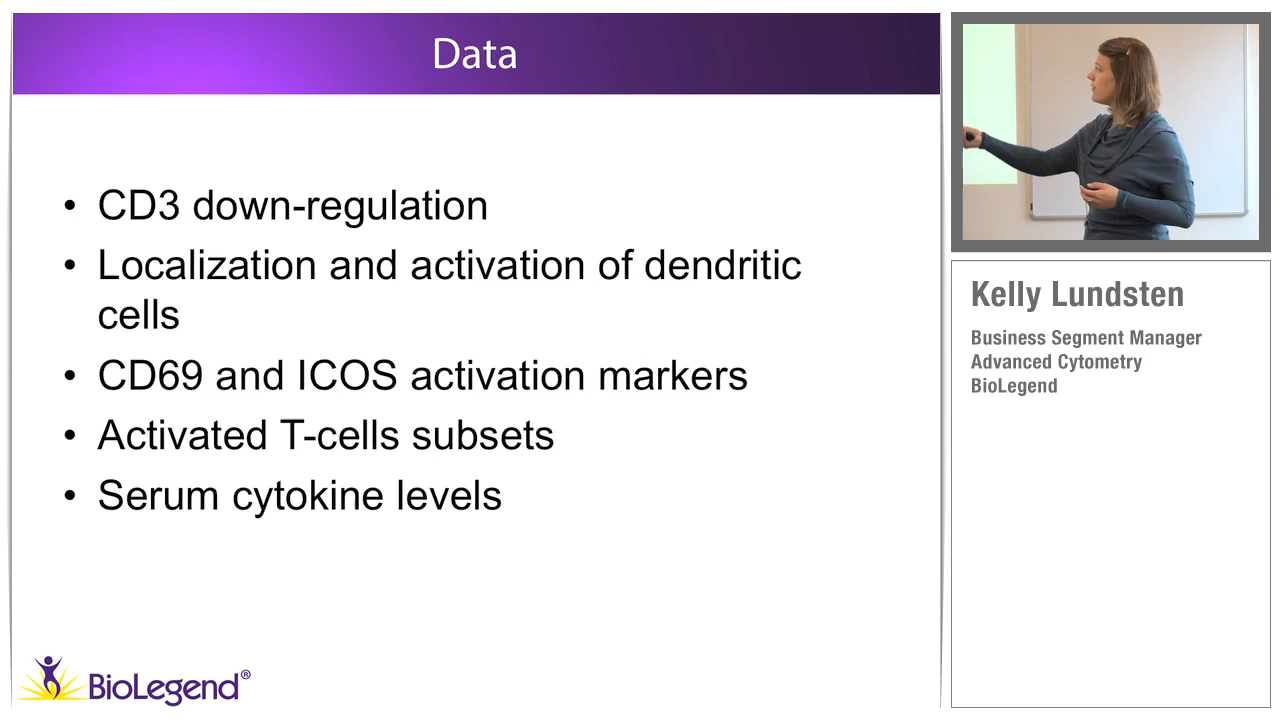 Data
• CD3 down-regulation
• Localization and activation of dendritic
cells
• CD69 and ICOS activation markers
• Activated T-cells subsets
• Serum cytokine levels
BioLegend®
Kelly Lundsten
Business Segment Manager
Advanced Cytometry
BioLegend